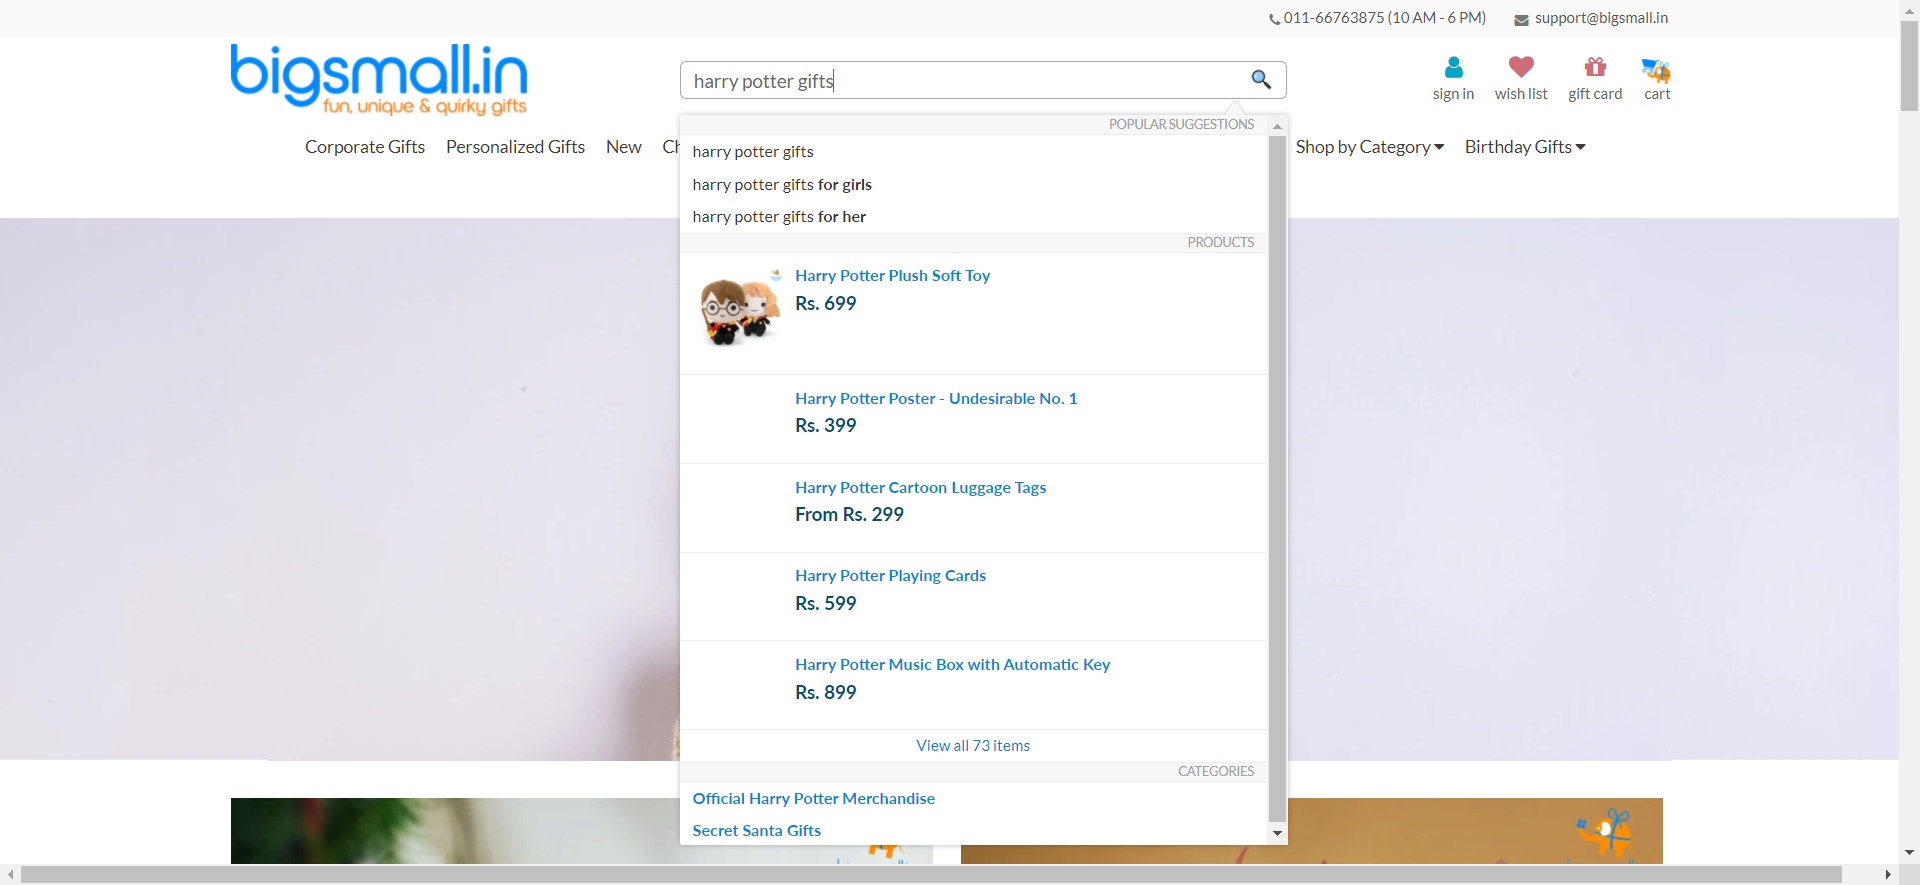 011-66763875 (10 AM - 6 PM)
support@bigsmall.in
bigsmall.in
fun, unique & quirky gifts
harry potter gifts
sign in
wish list
gift card
cart
Corporate Gifts
Personalized Gifts
New
Shop by Category
Birthday Gifts
POPULAR SUGGESTIONS
harry potter gifts
harry potter gifts for girls
harry potter gifts for her
PRODUCTS
Harry Potter Plush Soft Toy
Rs. 699
Harry Potter Poster - Undesirable No. 1
Rs. 399
Harry Potter Cartoon Luggage Tags
From Rs. 299
Harry Potter Playing Cards
Rs. 599
Harry Potter Music Box with Automatic Key
Rs. 899
View all 73 items
CATEGORIES
Official Harry Potter Merchandise
Secret Santa Gifts